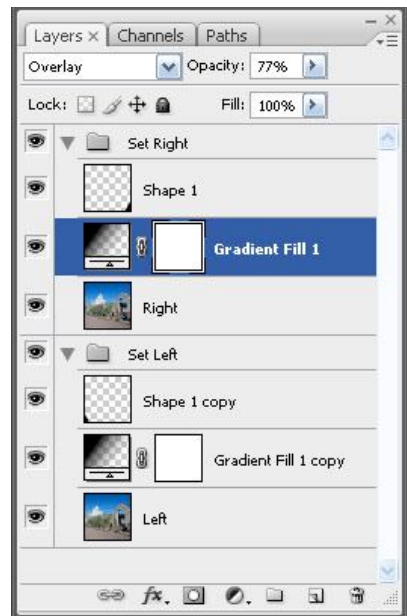 Layers × Channels Paths
Overlay Opacity: 77%
Lock: Fill: 100%
Set Right
Shape 1
Gradient Fill 1
Right
Set Left
Shape 1 copy
Gradient Fill 1 copy
Left
fx.